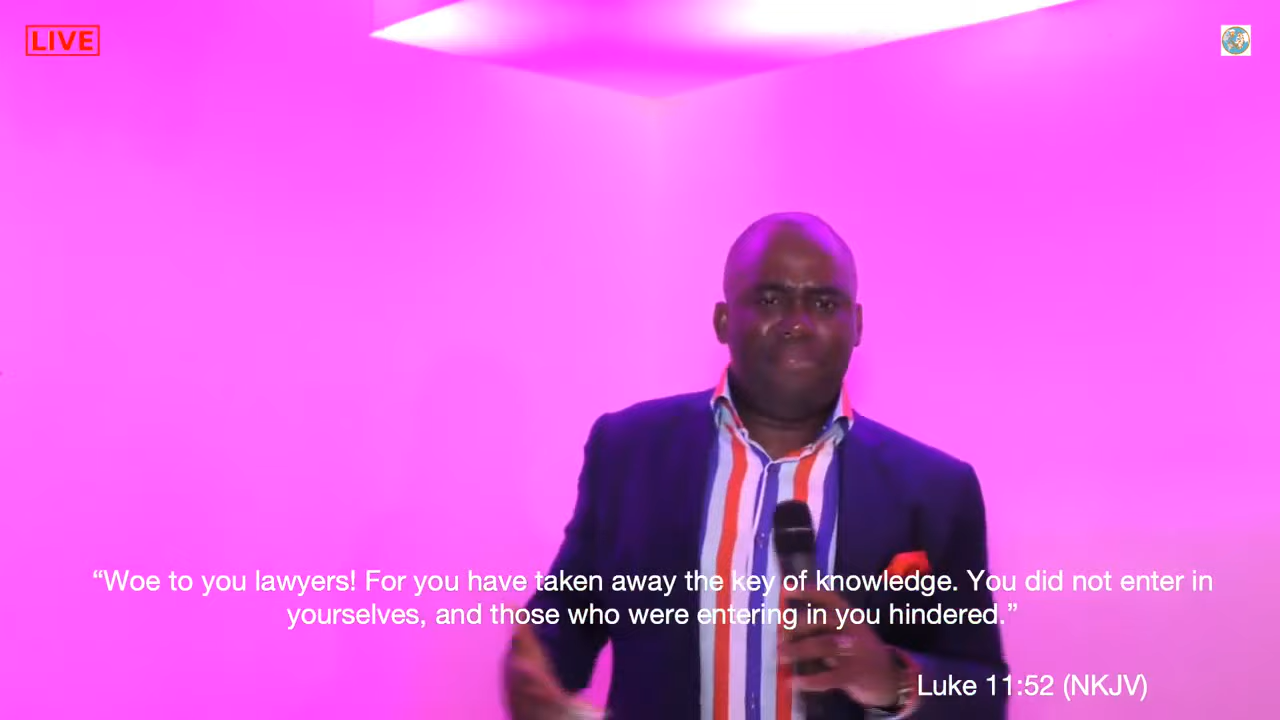 LIVE
“Woe to you lawyers! For you have taken away the key of knowledge. You did not enter in
yourselves, and those who were entering in you hindered.”
Luke 11:52 (NKJV)